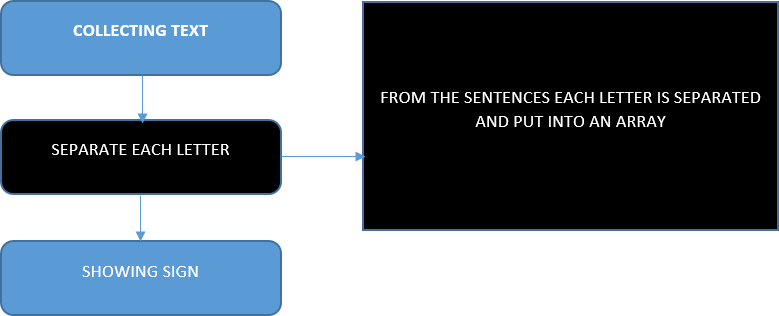 COLLECTING TEXT
SEPARATE EACH LETTER
FROM THE SENTENCES EACH LETTER IS SEPARATED
AND PUT INTO AN ARRAY
SHOWING SIGN